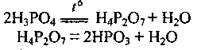 2H₃PO₄ =(t°)= H₄P₂O₇ + H₂O
H₄P₂O₇ = 2HPO₃ + H₂O